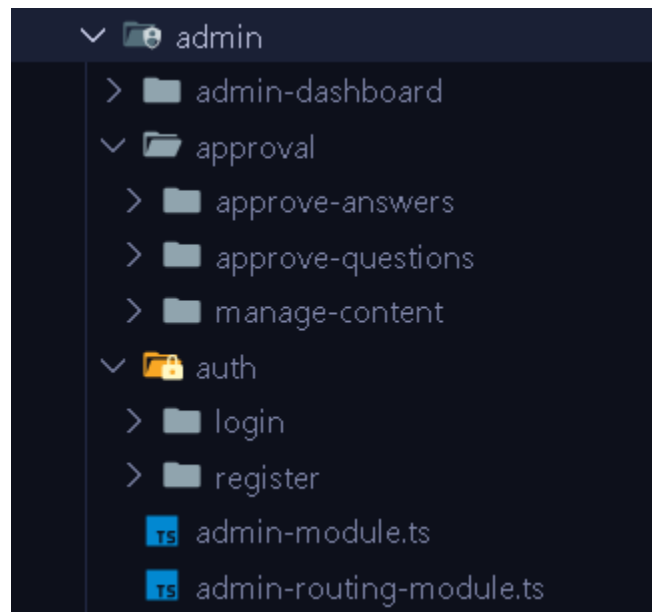 admin
admin-dashboard
approval
approve-answers
approve-questions
manage-content
auth
login
register
TS admin-module.ts
TS admin-routing-module.ts